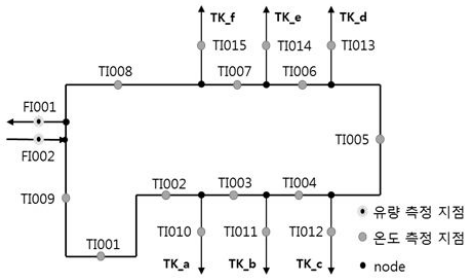 TK_f
TK_e
TK_d
TI015
TI014
TI013
TI008
TI007
TI006
FI001
TI005
FI002
TI009
TI002
TI003
TI004
TI010
TI011
TI012
TI001
TK_a
TK_b
TK_c
유량 측정 지점
온도 측정 지점
node